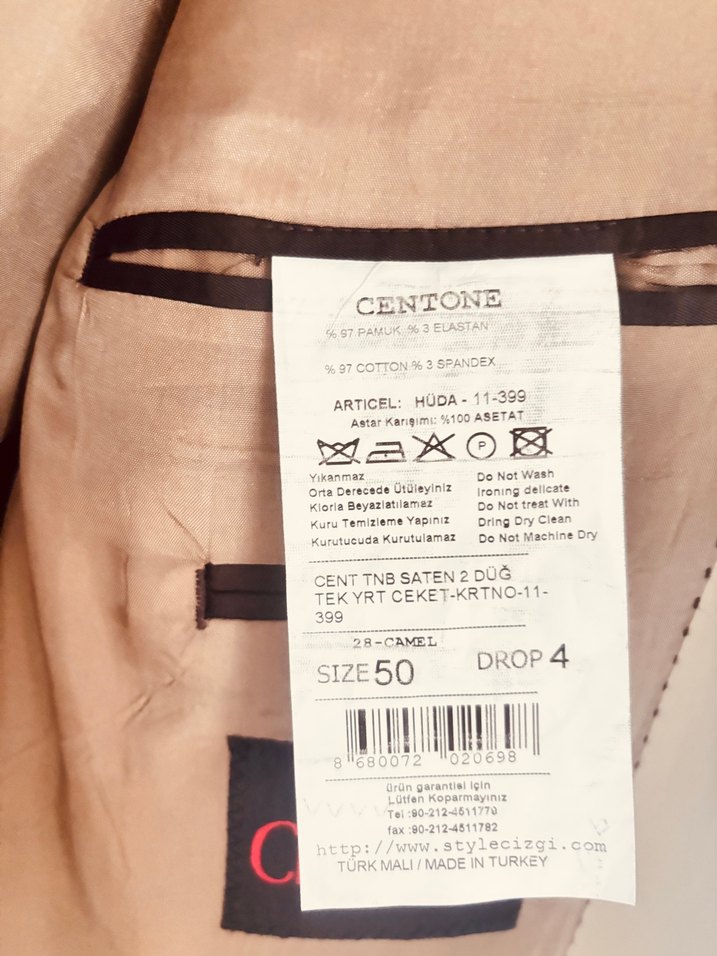 CENTONE
% 97 PAMUK % 3 ELASTAN
% 97 COTTON % 3 SPANDEX
ARTICEL: HÜDA - 11-399
Astar Karışımı: %100 ASETAT
P
Yıkanmaz Do Not Wash
Orta Derecede Ütüleyiniz Ironing delicate
Klorla Beyazlatılamaz Do Not treat With
Kuru Temizleme Yapınız Dring Dry Clean
Kurutucuda Kurutulamaz Do Not Machine Dry
CENT TNB SATEN 2 DÜĞ
TEK YRT CEKET-KRTNO-11-
399
28-CAMEL
SIZE 50 DROP 4
8 680072 020698
ürün garantisi için
Lütfen Koparmayınız
Tel :90-212-4511770
fax :90-212-4511782
http://www.stylecizgi.com
TÜRK MALI / MADE IN TURKEY